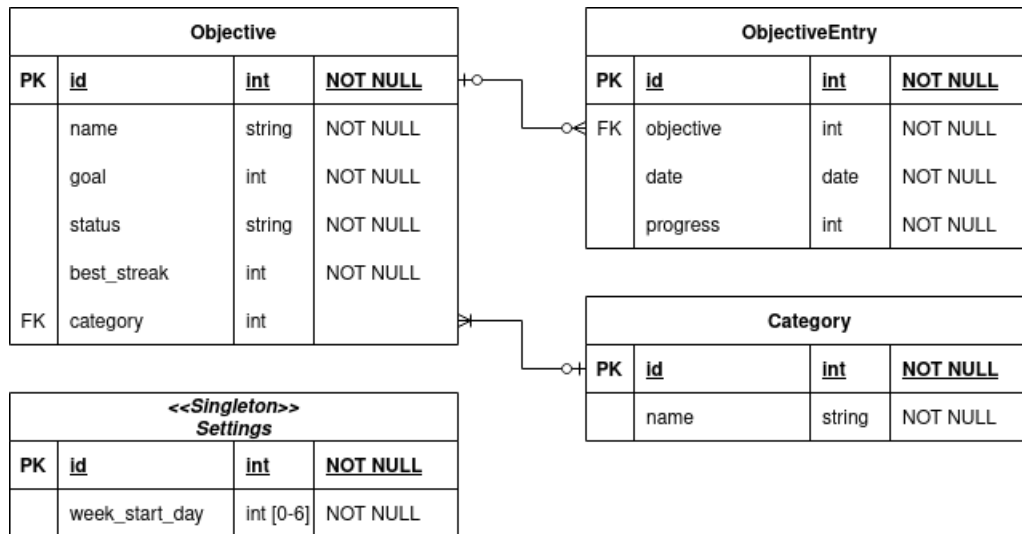 Objective
PK id int NOT NULL
name string NOT NULL
goal int NOT NULL
status string NOT NULL
best_streak int NOT NULL
FK category int
ObjectiveEntry
PK id int NOT NULL
FK objective int NOT NULL
date date NOT NULL
progress int NOT NULL
Category
PK id int NOT NULL
name string NOT NULL
<<Singleton>>
Settings
PK id int NOT NULL
week_start_day int [0-6] NOT NULL